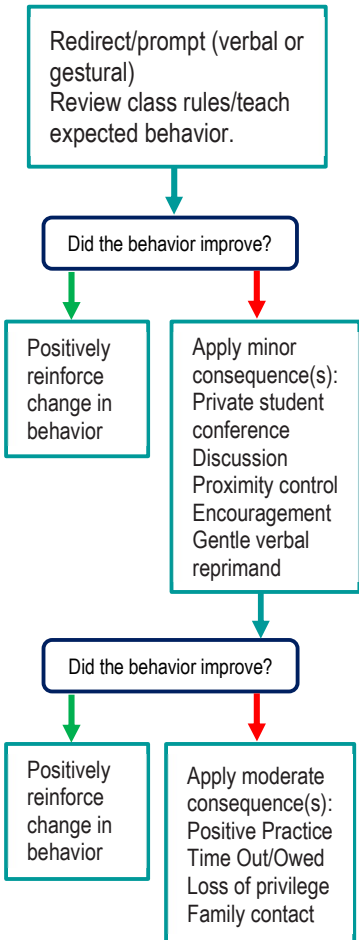 Redirect/prompt (verbal or
gestural)
Review class rules/teach
expected behavior.
Did the behavior improve?
Positively
reinforce
change in
behavior
Apply minor
consequence(s):
Private student
conference
Discussion
Proximity control
Encouragement
Gentle verbal
reprimand
Did the behavior improve?
Positively
reinforce
change in
behavior
Apply moderate
consequence(s):
Positive Practice
Time Out/Owed
Loss of privilege
Family contact